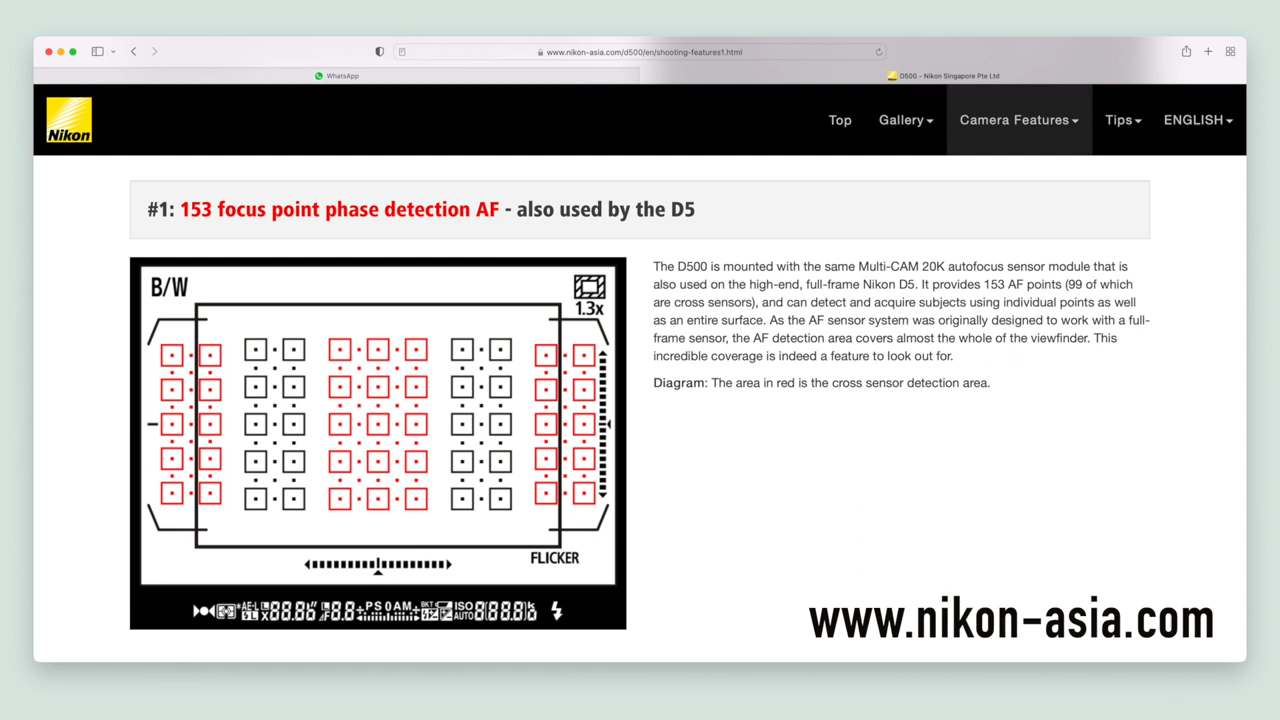 www.nikon-asia.com/d500/en/shooting-features1.html
WhatsApp
D500 - Nikon Singapore Pte Ltd
Nikon
Top
Gallery
Camera Features
Tips
ENGLISH
#1: 153 focus point phase detection AF - also used by the D5
The D500 is mounted with the same Multi-CAM 20K autofocus sensor module that is
also used on the high-end, full-frame Nikon D5. It provides 153 AF points (99 of which
are cross sensors), and can detect and acquire subjects using individual points as well
as an entire surface. As the AF sensor system was originally designed to work with a full-
frame sensor, the AF detection area covers almost the whole of the viewfinder. This
incredible coverage is indeed a feature to look out for.
Diagram: The area in red is the cross sensor detection area.
B/W
1.3x
FLICKER
AE-L
PS0AM
BKT
ISO
AUTO
www.nikon-asia.com